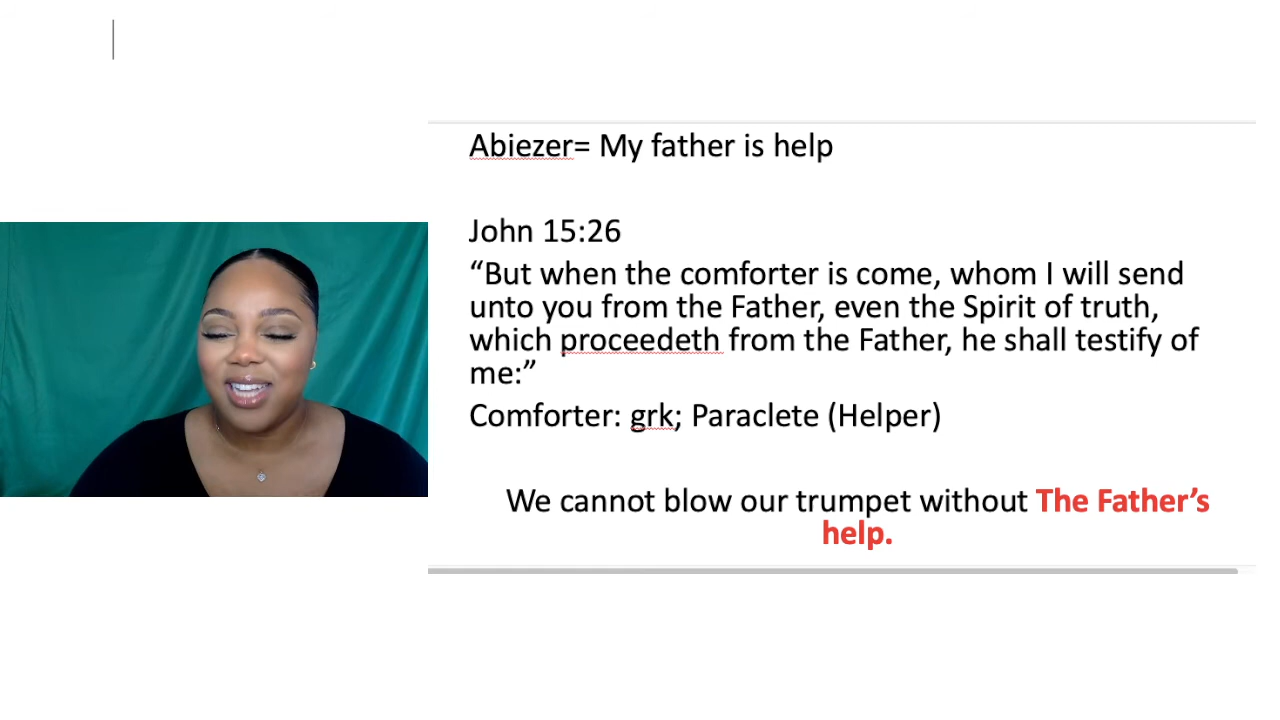 Abiezer= My father is help
John 15:26
“But when the comforter is come, whom I will send
unto you from the Father, even the Spirit of truth,
which proceedeth from the Father, he shall testify of
me:”
Comforter: grk; Paraclete (Helper)
We cannot blow our trumpet without The Father’s
help.